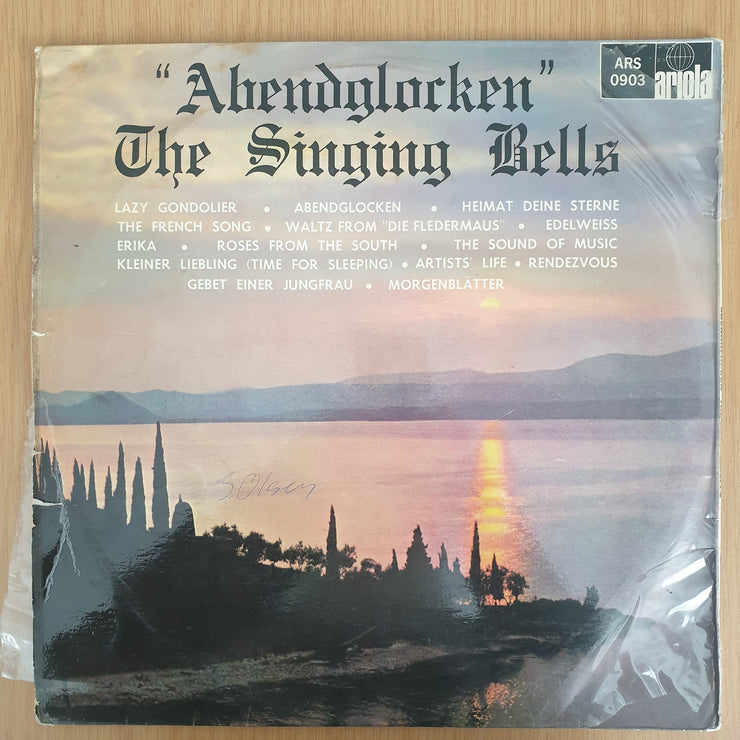 "Abendglocken"
The Singing Bells
ARS
0903
ariola
LAZY GONDOLIER • ABENDGLOCKEN • HEIMAT DEINE STERNE
THE FRENCH SONG • WALTZ FROM "DIE FLEDERMAUS" • EDELWEISS
ERIKA • ROSES FROM THE SOUTH • THE SOUND OF MUSIC
KLEINER LIEBLING (TIME FOR SLEEPING) • ARTISTS' LIFE • RENDEZVOUS
GEBET EINER JUNGFRAU • MORGENBLÄTTER